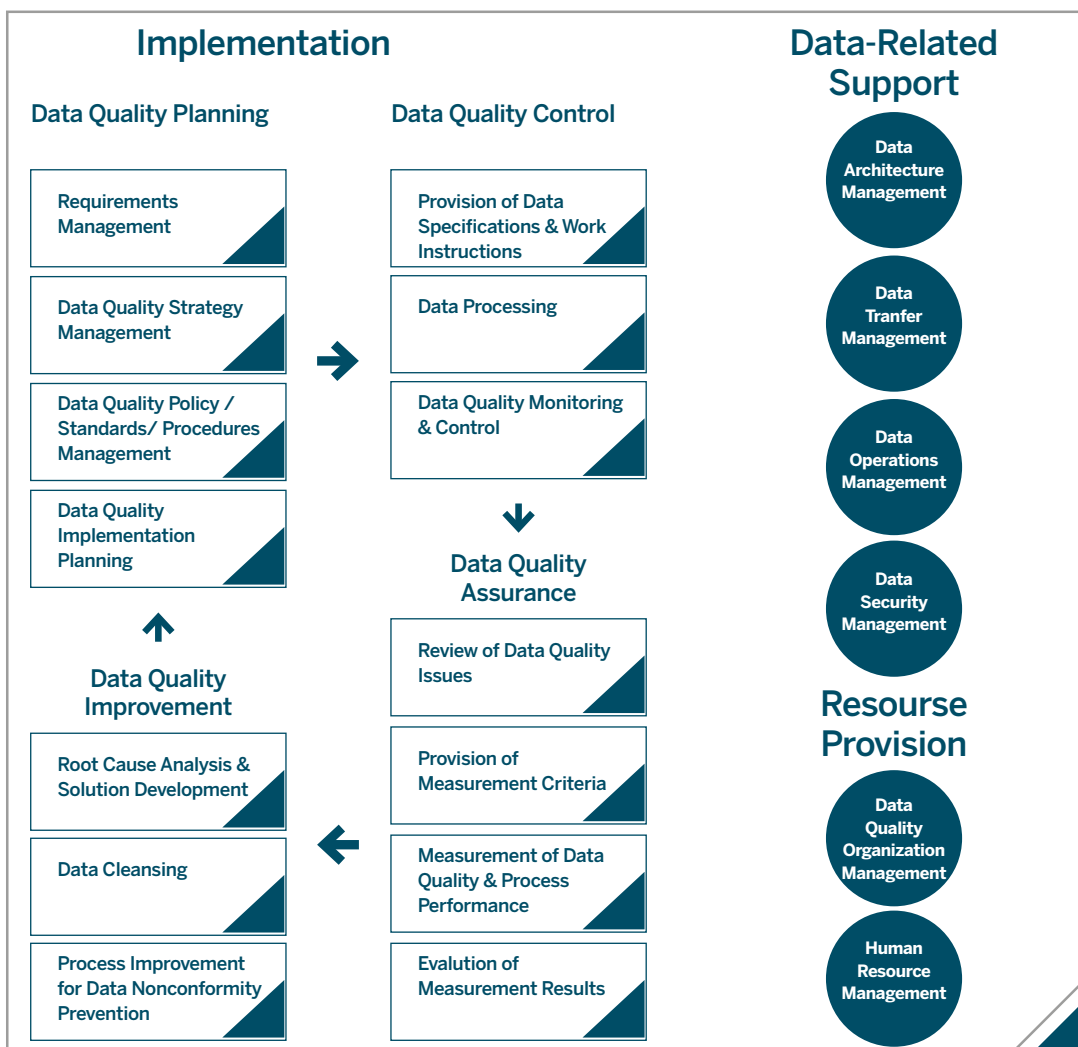 Implementation
Data Quality Planning
Requirements
Management
Data Quality Strategy
Management
Data Quality Policy /
Standards/ Procedures
Management
Data Quality
Implementation
Planning
Data Quality Control
Provision of Data
Specifications & Work
Instructions
Data Processing
Data Quality Monitoring
& Control
Data Quality
Assurance
Review of Data Quality
Issues
Provision of
Measurement Criteria
Measurement of Data
Quality & Process
Performance
Evalution of
Measurement Results
Data Quality
Improvement
Root Cause Analysis &
Solution Development
Data Cleansing
Process Improvement
for Data Nonconformity
Prevention
Data-Related
Support
Data
Architecture
Management
Data
Tranfer
Management
Data
Operations
Management
Data
Security
Management
Resourse
Provision
Data
Quality
Organization
Management
Human
Resource
Management